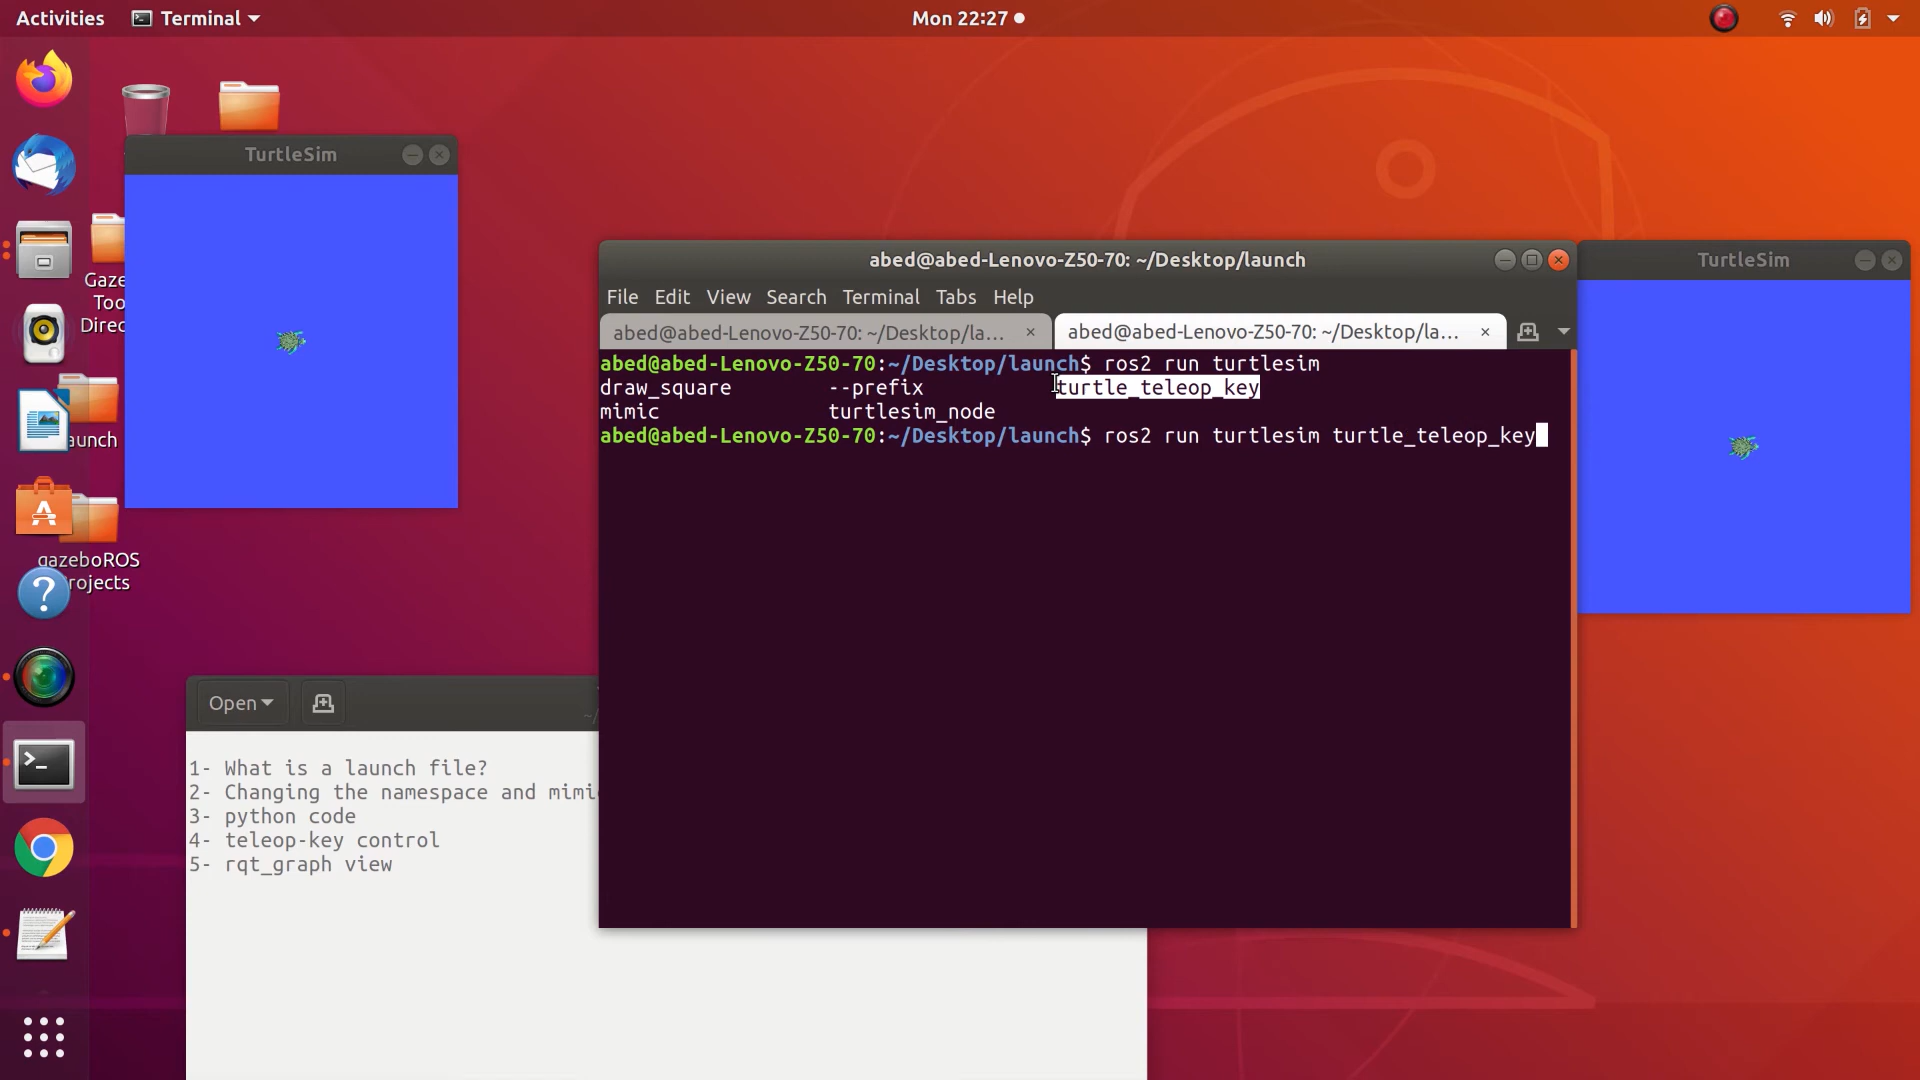 Activities Terminal Mon 22:27
TurtleSim
Gaze
Too
Direc
aunch
gazeboROS
rojects
abed@abed-Lenovo-Z50-70: ~/Desktop/launch
File Edit View Search Terminal Tabs Help
abed@abed-Lenovo-Z50-70: ~/Desktop/la... abed@abed-Lenovo-Z50-70: ~/Desktop/la...
abed@abed-Lenovo-Z50-70:~/Desktop/launch$ ros2 run turtlesim
draw_square --prefix turtle_teleop_key
mimic turtlesim_node
abed@abed-Lenovo-Z50-70:~/Desktop/launch$ ros2 run turtlesim turtle_teleop_key
TurtleSim
Open
~/
1- What is a launch file?
2- Changing the namespace and mimi
3- python code
4- teleop-key control
5- rqt_graph view